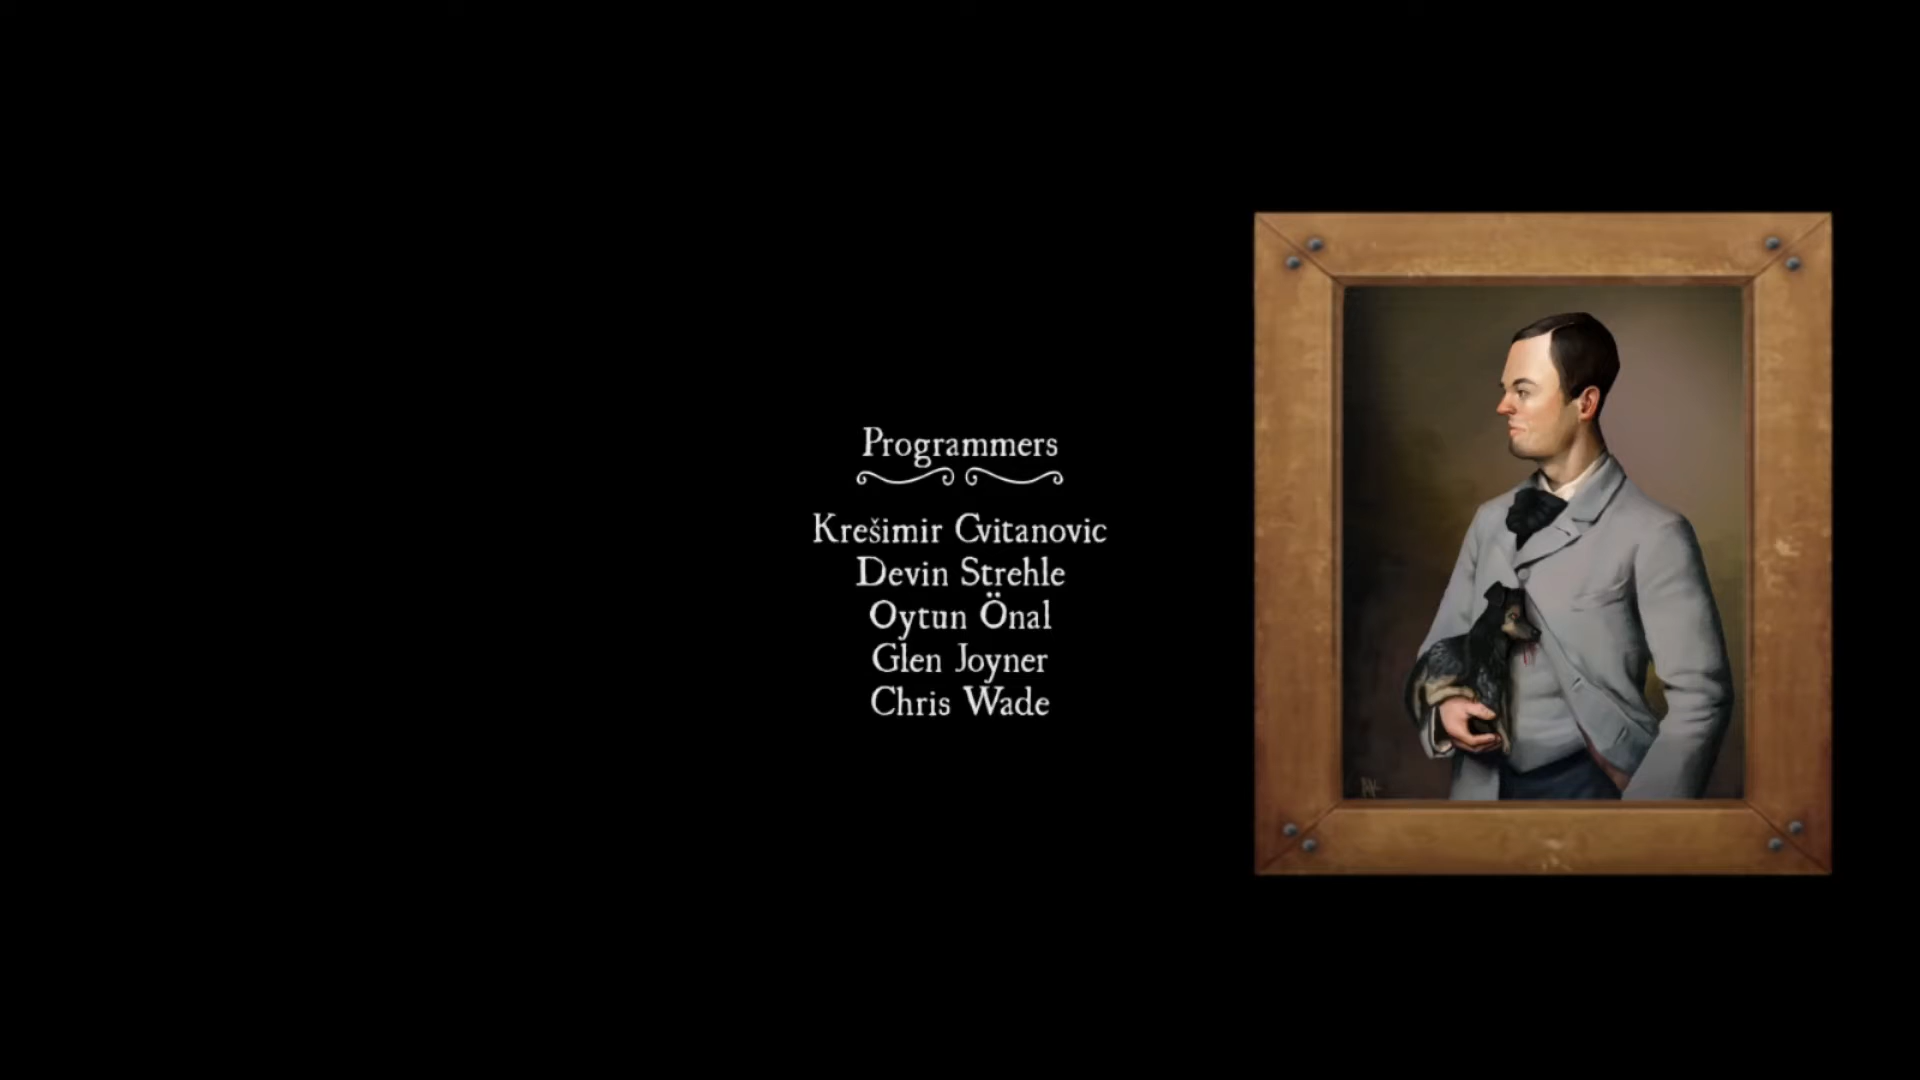 Programmers
Krešimir Cvitanovic
Devin Strehle
Oytun Önal
Glen Joyner
Chris Wade